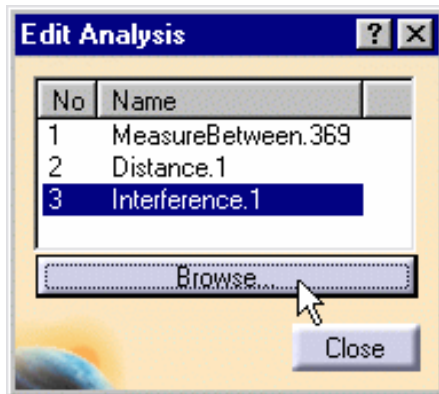 Edit Analysis ? X
No Name
1 MeasureBetween.369
2 Distance.1
3 Interference.1
Browse...
Close